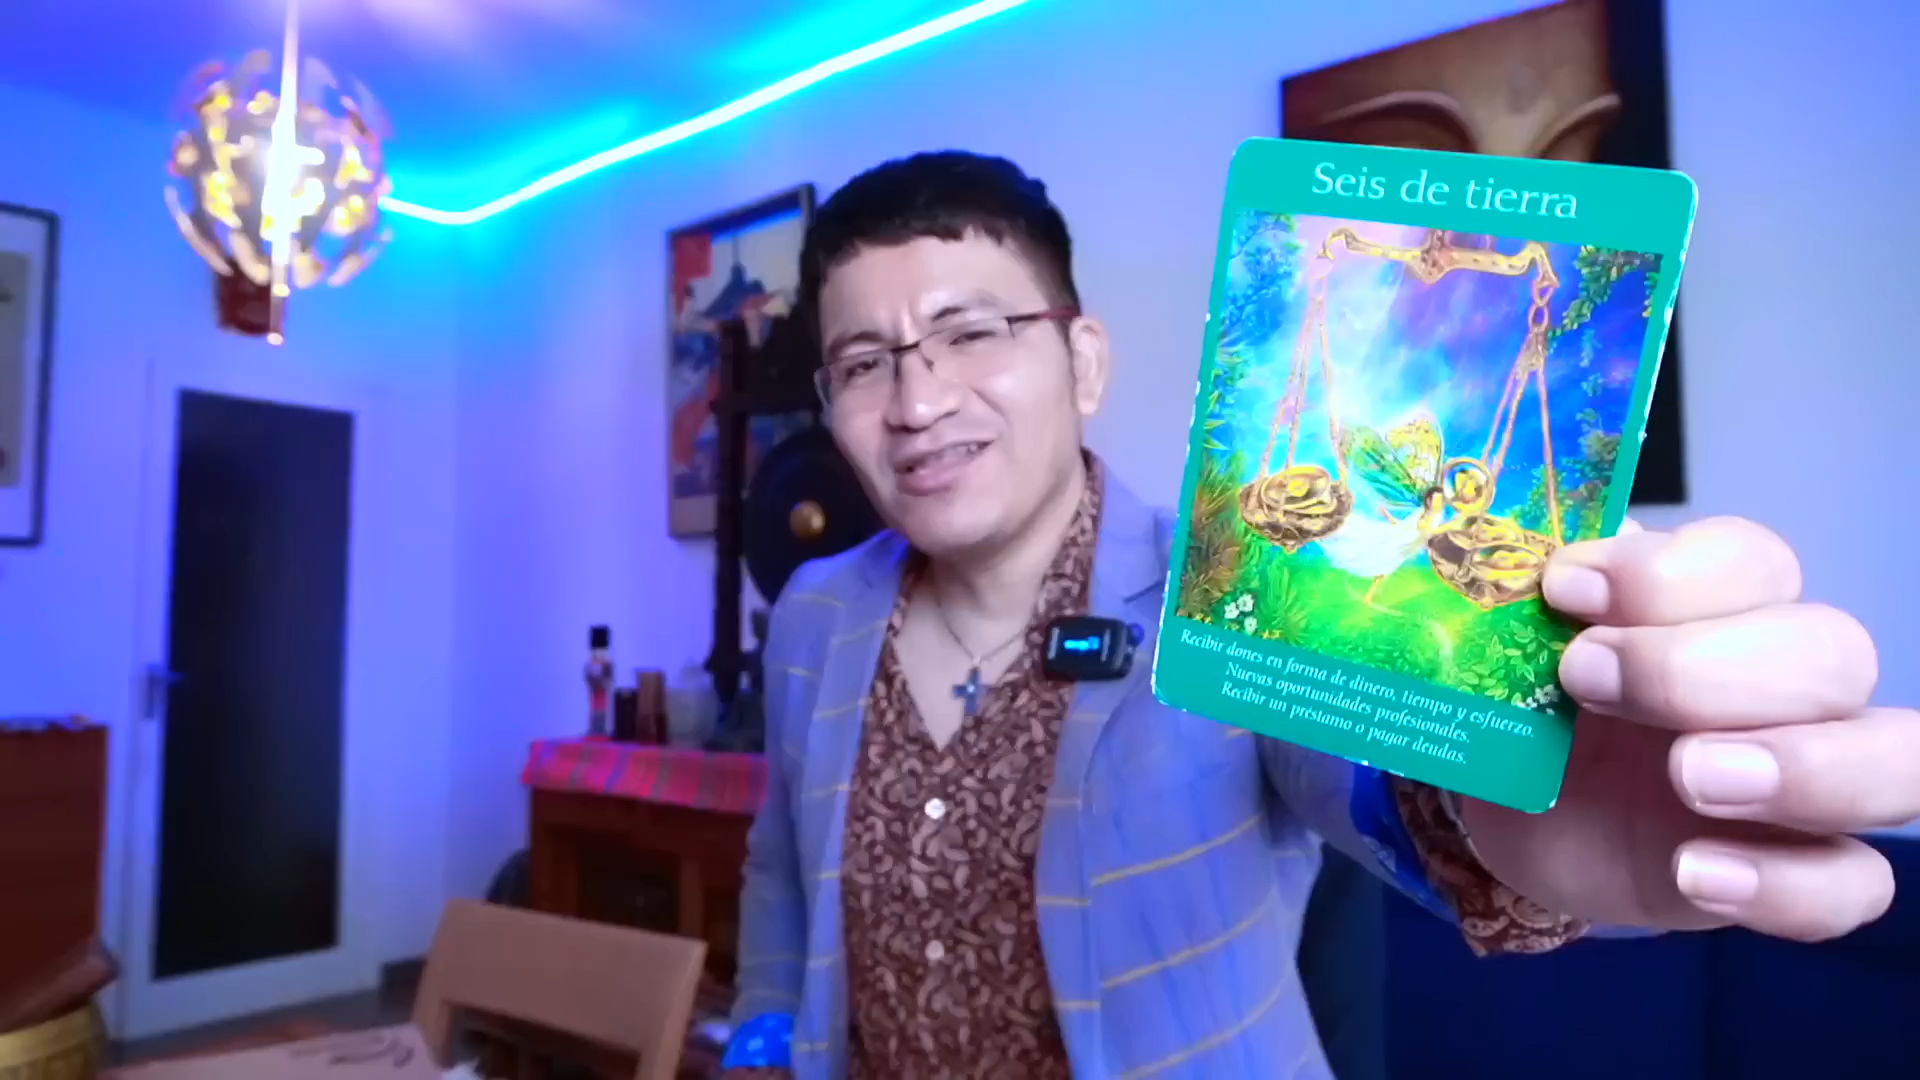 Seis de tierra
Recibir dones en forma de dinero, tiempo y esfuerzo.
Nuevas oportunidades profesionales.
Recibir un préstamo o pagar deudas.